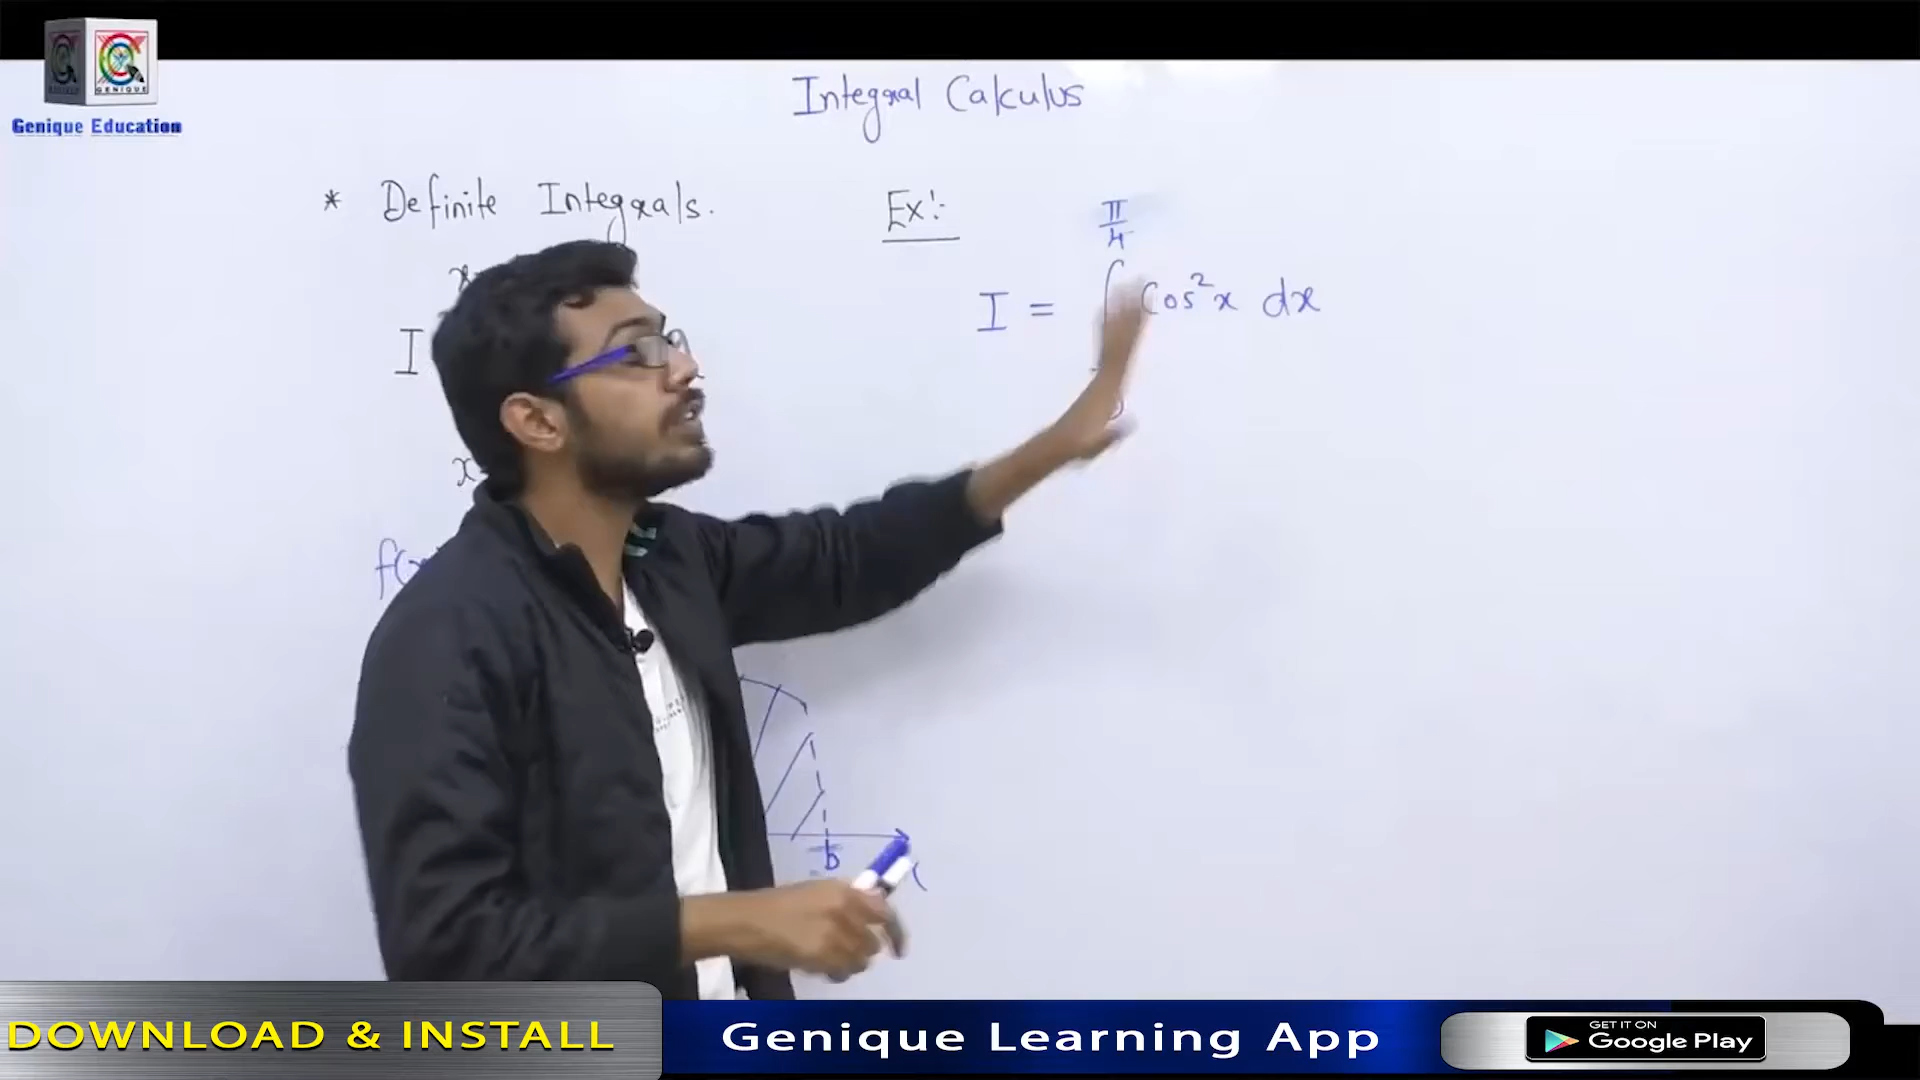 GENIQUE
Genique Education
Integral Calculus
* Definite Integrals.
Ex:-
π/4
I = ∫ Cos²x dx
I
x
x
f(x
b
DOWNLOAD & INSTALL
Genique Learning App
GET IT ON
Google Play